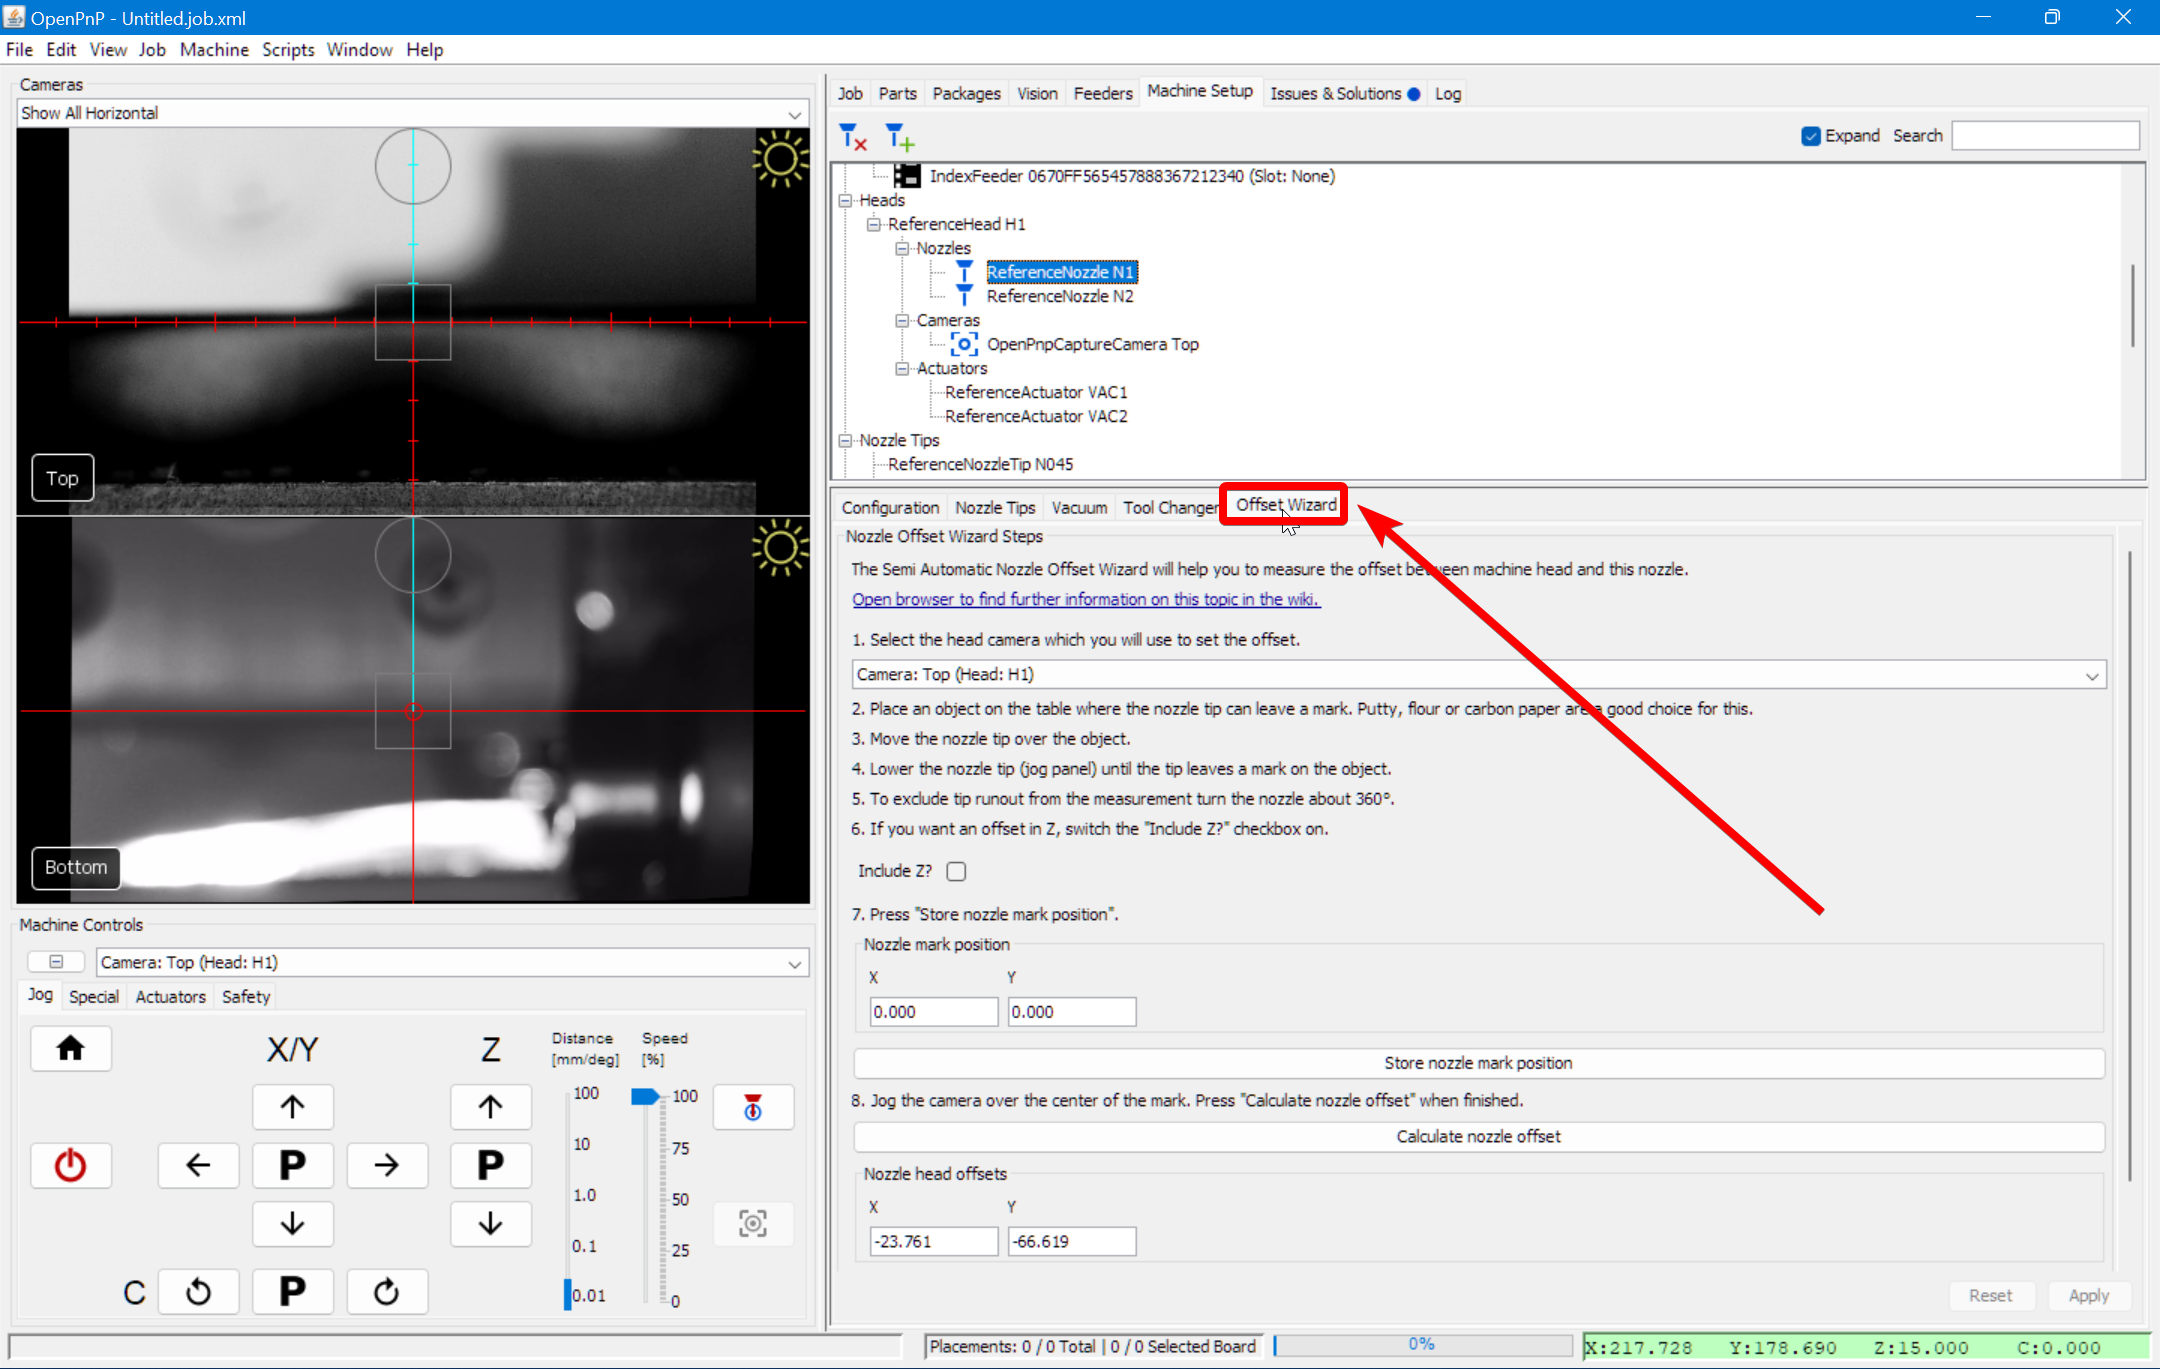 OpenPnP - Untitled.job.xml
File Edit View Job Machine Scripts Window Help
Cameras
Show All Horizontal
Top
Bottom
Machine Controls
Camera: Top (Head: H1)
Jog Special Actuators Safety
X/Y Z
Distance [mm/deg]
Speed [%]
100
10
1.0
0.1
0.01
100
75
50
25
0
P P
C P
Job Parts Packages Vision Feeders Machine Setup Issues & Solutions Log
Expand Search
IndexFeeder 0670FF565457888367212340 (Slot: None)
Heads
ReferenceHead H1
Nozzles
ReferenceNozzle N1
ReferenceNozzle N2
Cameras
OpenPnpCaptureCamera Top
Actuators
ReferenceActuator VAC1
ReferenceActuator VAC2
Nozzle Tips
ReferenceNozzleTip N045
Configuration Nozzle Tips Vacuum Tool Changer Offset Wizard
Nozzle Offset Wizard Steps
The Semi Automatic Nozzle Offset Wizard will help you to measure the offset between machine head and this nozzle.
Open browser to find further information on this topic in the wiki.
1. Select the head camera which you will use to set the offset.
Camera: Top (Head: H1)
2. Place an object on the table where the nozzle tip can leave a mark. Putty, flour or carbon paper are a good choice for this.
3. Move the nozzle tip over the object.
4. Lower the nozzle tip (jog panel) until the tip leaves a mark on the object.
5. To exclude tip runout from the measurement turn the nozzle about 360°.
6. If you want an offset in Z, switch the "Include Z?" checkbox on.
Include Z?
7. Press "Store nozzle mark position".
Nozzle mark position
X Y
0.000 0.000
Store nozzle mark position
8. Jog the camera over the center of the mark. Press "Calculate nozzle offset" when finished.
Calculate nozzle offset
Nozzle head offsets
X Y
-23.761 -66.619
Reset Apply
Placements: 0 / 0 Total | 0 / 0 Selected Board
0%
X:217.728 Y:178.690 Z:15.000 C:0.000